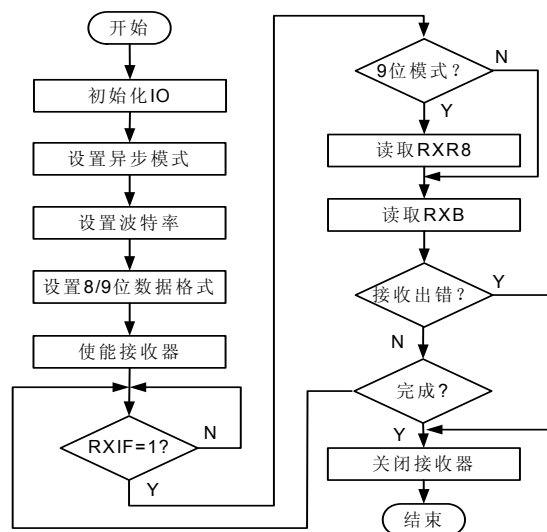 开始
初始化IO
设置异步模式
设置波特率
设置8/9位数据格式
使能接收器
RXIF=1?
N
Y
9位模式？
N
Y
读取RXR8
读取RXB
接收出错？
Y
N
完成?
Y
关闭接收器
结束